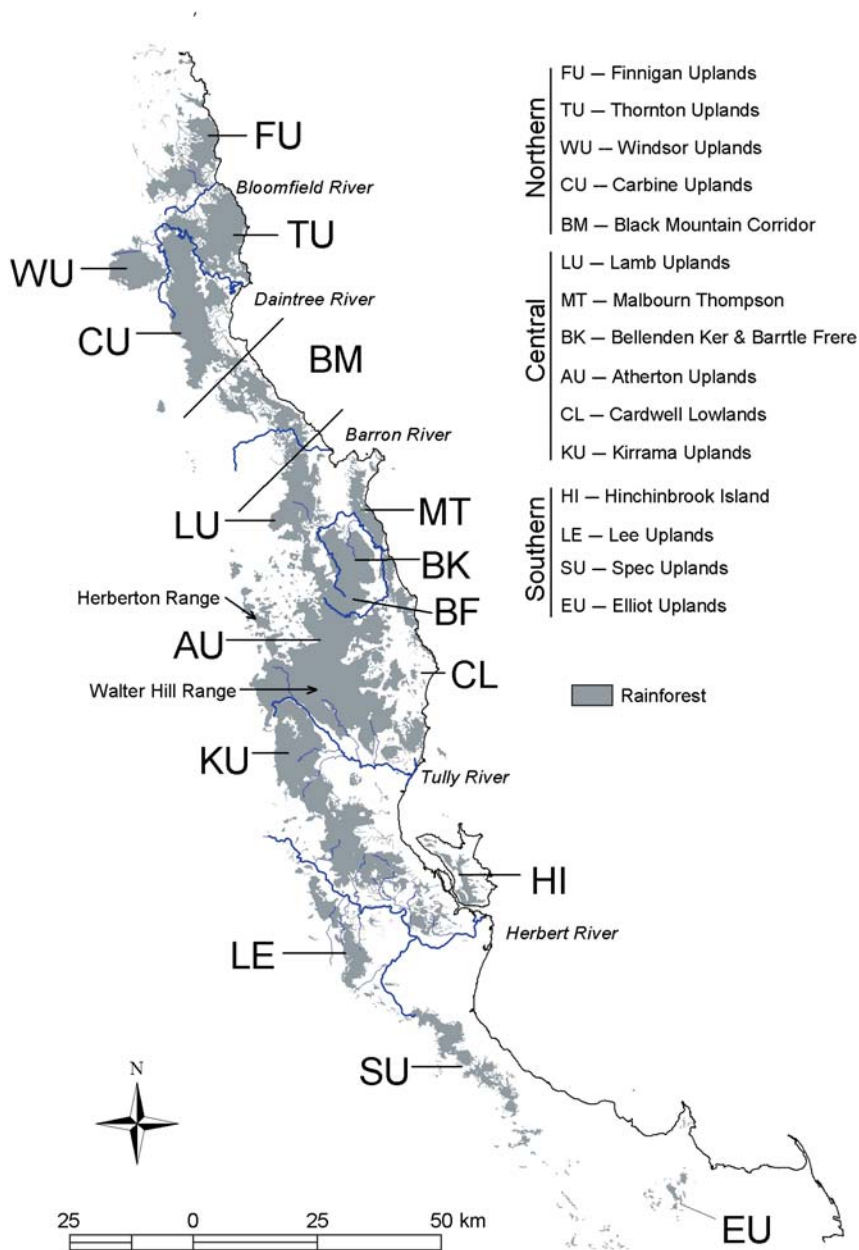 FU
Bloomfield River
TU
WU
Daintree River
CU
BM
Barron River
LU
MT
BK
Herberton Range
BF
AU
Walter Hill Range
CL
KU
Tully River
HI
Herbert River
LE
SU
EU
N
25 0 25 50 km
Northern
FU — Finnigan Uplands
TU — Thornton Uplands
WU — Windsor Uplands
CU — Carbine Uplands
BM — Black Mountain Corridor
Central
LU — Lamb Uplands
MT — Malbourn Thompson
BK — Bellenden Ker & Barrtle Frere
AU — Atherton Uplands
CL — Cardwell Lowlands
KU — Kirrama Uplands
Southern
HI — Hinchinbrook Island
LE — Lee Uplands
SU — Spec Uplands
EU — Elliot Uplands
Rainforest